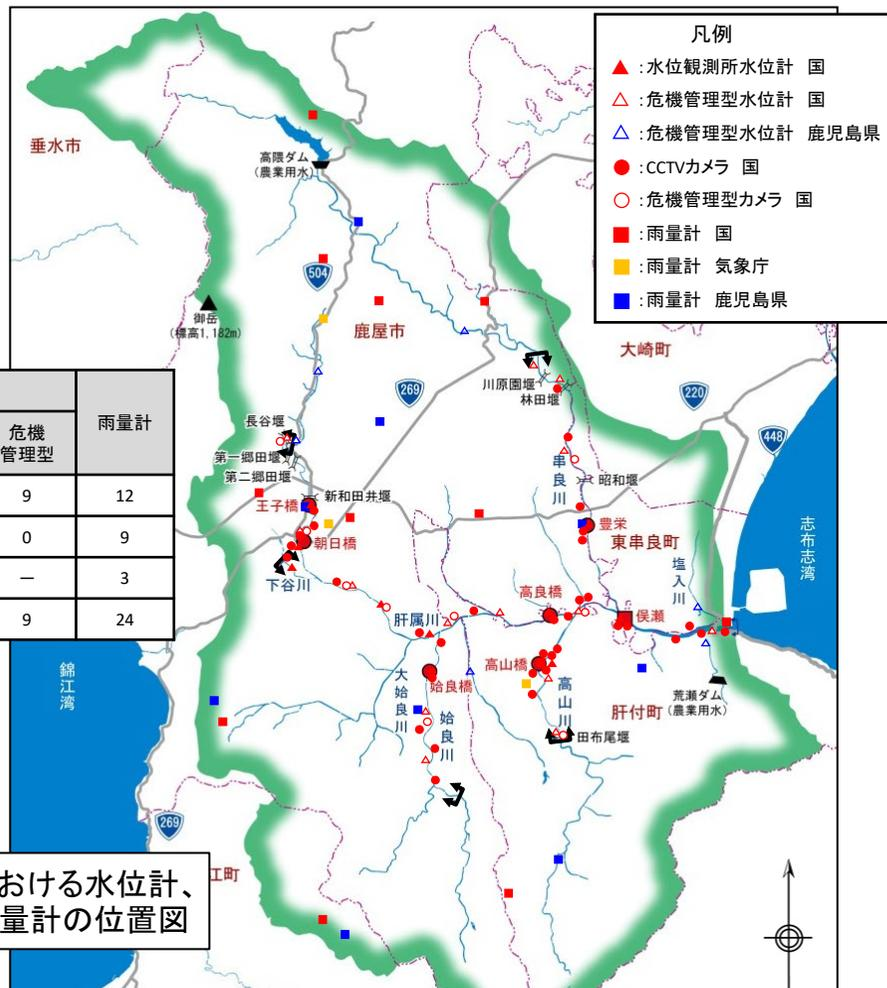 凡例
▲：水位観測所水位計 国
△：危機管理型水位計 国
△：危機管理型水位計 鹿児島県
●：CCTVカメラ 国
○：危機管理型カメラ 国
■：雨量計 国
■：雨量計 気象庁
■：雨量計 鹿児島県
垂水市
高隈ダム
(農業用水)
504
御岳
(標高1,182m)
鹿屋市
大崎町
川原園堰
林田堰
269
220
448
危機
管理型
雨量計
9 12
0 9
－ 3
9 24
長谷堰
第一郷田堰
第二郷田堰
新和田井堰
王子橋
朝日橋
下谷川
串良川
昭和堰
豊栄
東串良町
塩入川
志布志湾
肝属川
高良橋
俣瀬
高山橋
大姶良川
姶良橋
姶良川
高山川
肝付町
荒瀬ダム
(農業用水)
田布尾堰
錦江湾
269
江町
おける水位計、
量計の位置図